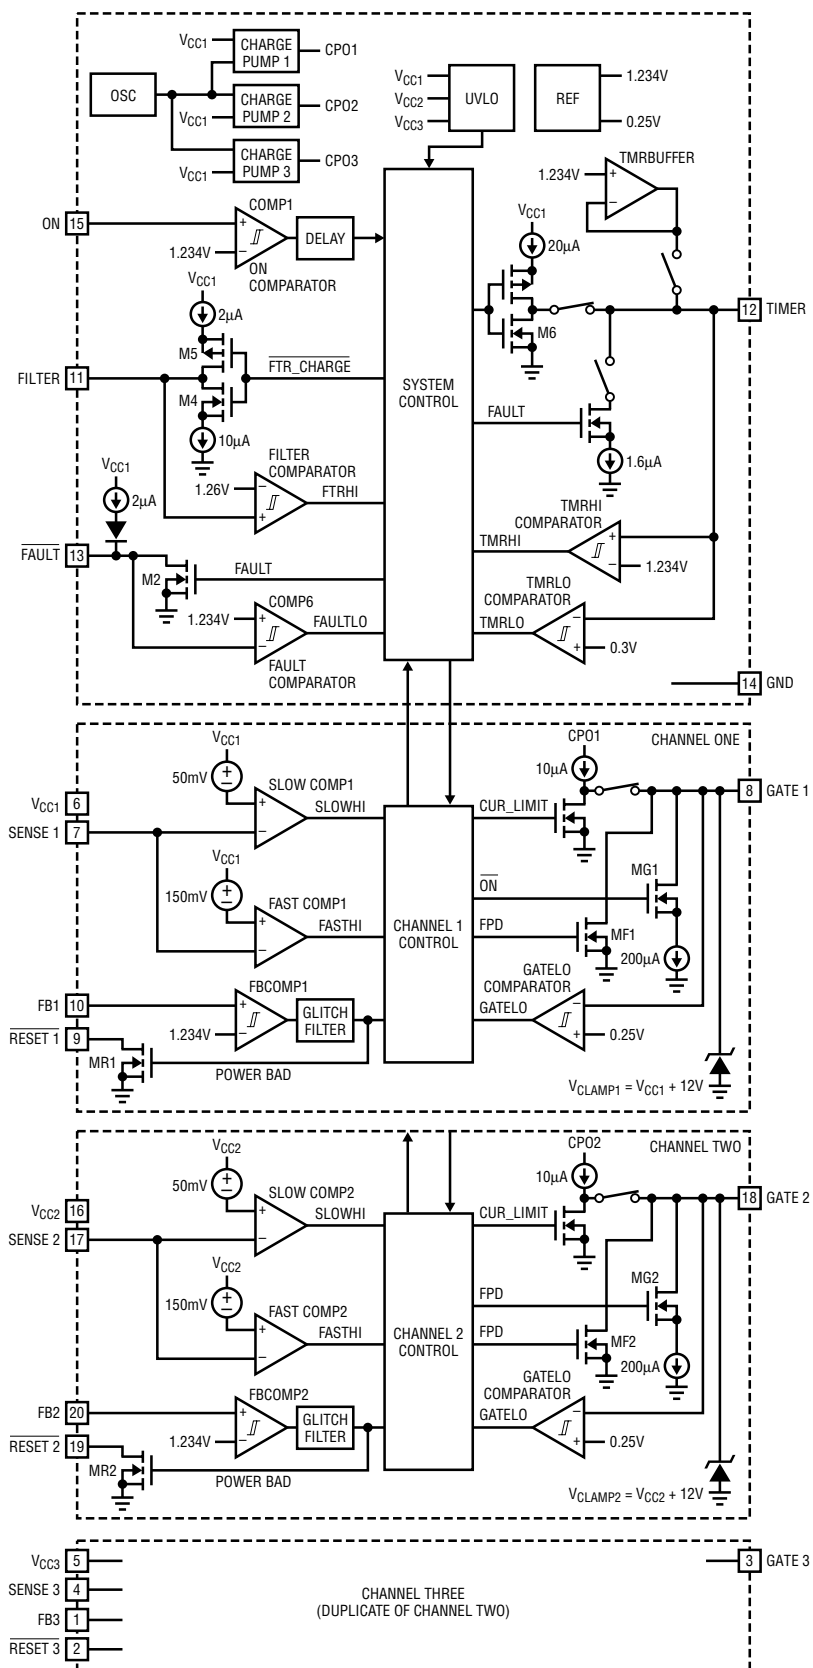 VCC1
CHARGE
PUMP 1
CPO1
OSC
CHARGE
PUMP 2
VCC1
CPO2
CHARGE
PUMP 3
VCC1
CPO3
VCC1
VCC2
VCC3
UVLO
REF
1.234V
0.25V
TMRBUFFER
1.234V
+
–
ON
15
COMP1
+
1.234V
–
ON
COMPARATOR
DELAY
VCC1
20µA
M6
12
TIMER
VCC1
2µA
M5
FILTER
11
FTR_CHARGE
M4
10µA
SYSTEM
CONTROL
FAULT
1.6µA
FILTER
COMPARATOR
1.26V
–
+
FTRHI
VCC1
2µA
TMRHI
COMPARATOR
TMRHI
+
–
1.234V
FAULT
13
M2
FAULT
COMP6
1.234V
+
–
FAULTLO
FAULT
COMPARATOR
TMRLO
COMPARATOR
TMRLO
–
+
0.3V
14
GND
CHANNEL ONE
VCC1
50mV
+
–
SLOW COMP1
+
–
SLOWHI
VCC1
6
SENSE 1
7
VCC1
150mV
+
–
FAST COMP1
+
–
FASTHI
CHANNEL 1
CONTROL
CPO1
10µA
8
GATE 1
CUR_LIMIT
ON
MG1
FPD
MF1
200µA
FB1
10
FBCOMP1
+
1.234V
–
GLITCH
FILTER
RESET 1
9
MR1
POWER BAD
GATELO
COMPARATOR
GATELO
–
+
0.25V
VCLAMP1 = VCC1 + 12V
CHANNEL TWO
VCC2
50mV
+
–
SLOW COMP2
+
–
SLOWHI
VCC2
16
SENSE 2
17
VCC2
150mV
+
–
FAST COMP2
+
–
FASTHI
CHANNEL 2
CONTROL
CPO2
10µA
18
GATE 2
CUR_LIMIT
FPD
MG2
FPD
MF2
200µA
FB2
20
FBCOMP2
+
1.234V
–
GLITCH
FILTER
RESET 2
19
MR2
POWER BAD
GATELO
COMPARATOR
GATELO
–
+
0.25V
VCLAMP2 = VCC2 + 12V
VCC3
5
SENSE 3
4
FB3
1
RESET 3
2
CHANNEL THREE
(DUPLICATE OF CHANNEL TWO)
3
GATE 3